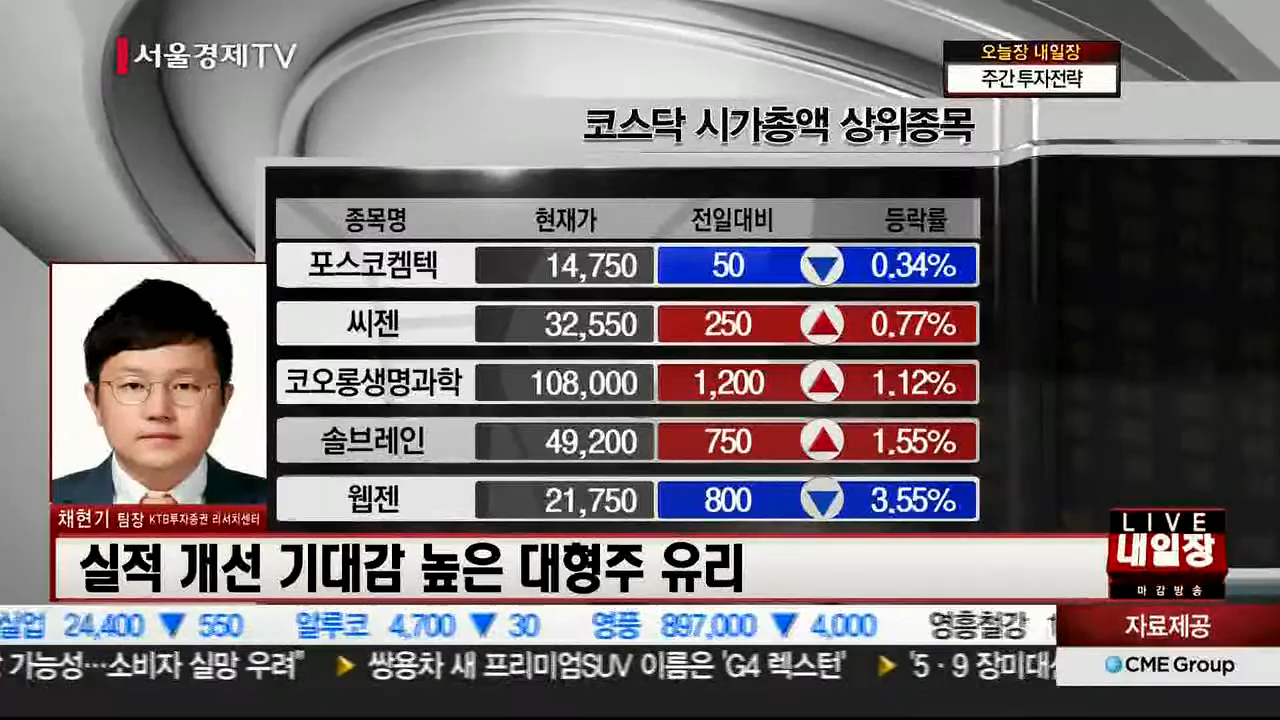 서울경제TV
오늘장 내일장
주간 투자전략
코스닥 시가총액 상위종목
종목명 현재가 전일대비 등락률
포스코켐텍 14,750 50 ▼ 0.34%
씨젠 32,550 250 ▲ 0.77%
코오롱생명과학 108,000 1,200 ▲ 1.12%
솔브레인 49,200 750 ▲ 1.55%
웹젠 21,750 800 ▼ 3.55%
채현기 팀장 KTB투자증권 리서치센터
실적 개선 기대감 높은 대형주 유리
LIVE
내일장
마감방송
실업 24,400 ▼ 550 알루코 4,700 ▼ 30 영풍 897,000 ▼ 4,000 영흥철강
자료제공
가능성…소비자 실망 우려" ▶ 쌍용차 새 프리미엄SUV 이름은 'G4 렉스턴' ▶ '5·9 장미대선
CME Group